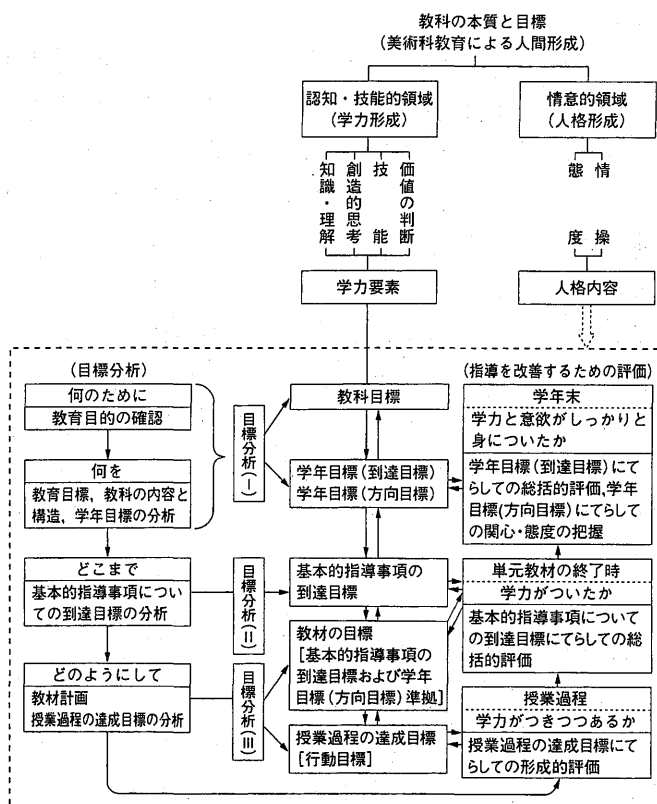 教科の本質と目標
(美術科教育による人間形成)
認知・技能的領域
(学力形成)
情意的領域
(人格形成)
知識・理解
創造的思考
技能
価値の判断
態度
情操
学力要素
人格内容
(目標分析)
何のために
教育目的の確認
何を
教育目標,教科の内容と
構造,学年目標の分析
どこまで
基本的指導事項につい
ての到達目標の分析
どのようにして
教材計画
授業過程の達成目標の分析
目標分析(Ⅰ)
目標分析(Ⅱ)
目標分析(Ⅲ)
教科目標
学年目標(到達目標)
学年目標(方向目標)
基本的指導事項の
到達目標
教材の目標
[基本的指導事項の
到達目標および学年
目標(方向目標)準拠]
授業過程の達成目標
[行動目標]
(指導を改善するための評価)
学年末
学力と意欲がしっかりと
身についたか
学年目標(到達目標)にて
らしての総括的評価,学年
目標(方向目標)にてらして
の関心・態度の把握
単元教材の終了時
学力がついたか
基本的指導事項について
の到達目標にてらしての総
括的評価
授業過程
学力がつきつつあるか
授業過程の達成目標にて
らしての形成的評価